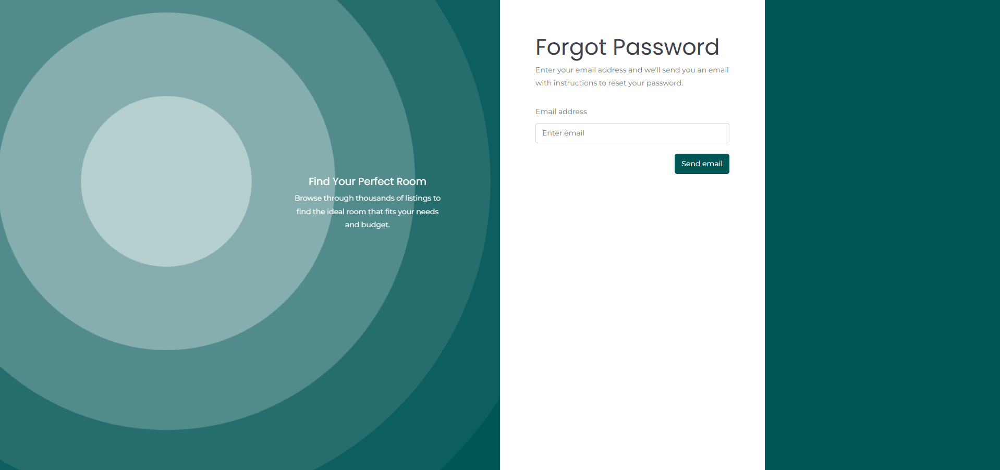 Forgot Password
Enter your email address and we'll send you an email
with instructions to reset your password.
Email address
Enter email
Send email
Find Your Perfect Room
Browse through thousands of listings to
find the ideal room that fits your needs
and budget.